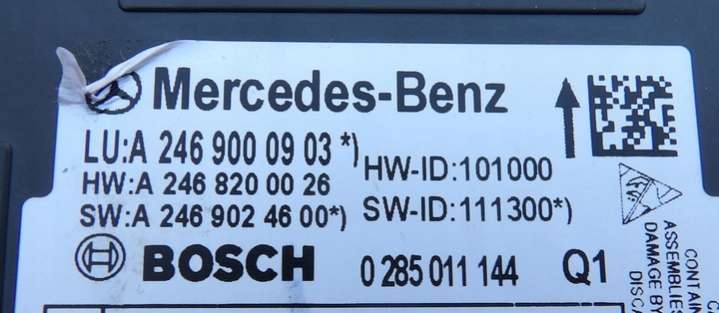 Mercedes-Benz
LU:A 246 900 09 03 *)
HW:A 246 820 00 26
SW:A 246 902 46 00*)
HW-ID:101000
SW-ID:111300*)
BOSCH 0 285 011 144 Q1
CONTAIN
ASSEMBLIES
DAMAGE BY
DISCA